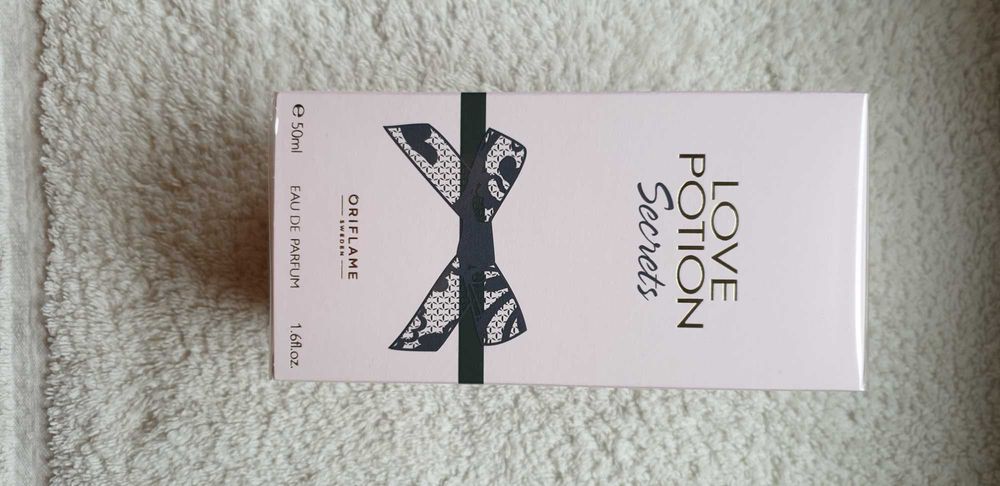 LOVE
POTION
Secrets
ORIFLAME
SWEDEN
℮ 50ml EAU DE PARFUM 1.6fl.oz.